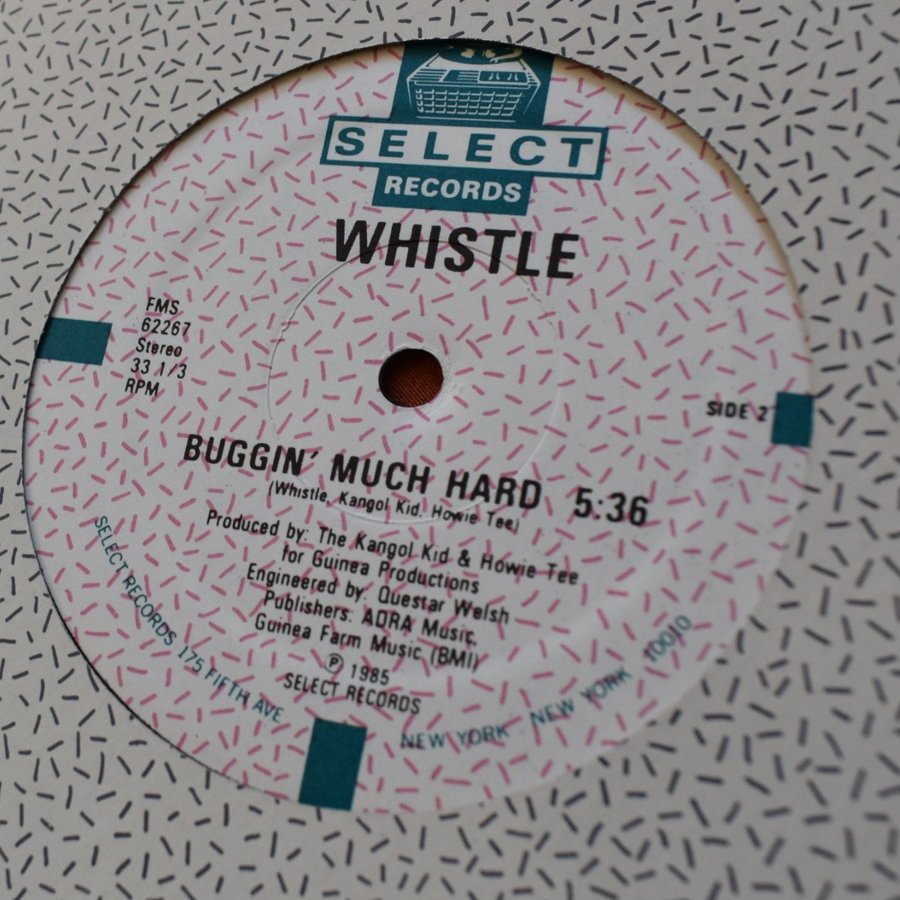 SELECT
RECORDS
WHISTLE
FMS
62267
Stereo
33 1/3
RPM
SIDE 2
BUGGIN' MUCH HARD 5:36
(Whistle, Kangol Kid, Howie Tee)
Produced by: The Kangol Kid & Howie Tee
for Guinea Productions
Engineered by: Questar Welsh
Publishers: ADRA Music,
Guinea Farm Music (BMI)
℗ 1985
SELECT RECORDS
SELECT RECORDS 175 FIFTH AVE NEW YORK NEW YORK 10010